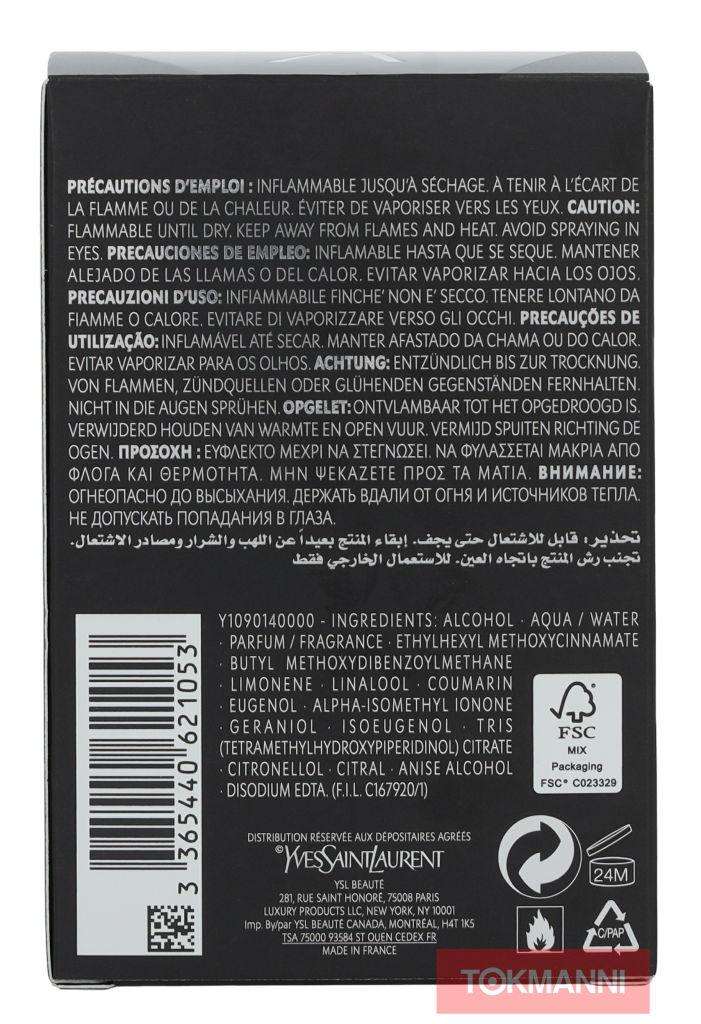 PRÉCAUTIONS D'EMPLOI : INFLAMMABLE JUSQU'À SÉCHAGE. À TENIR À L'ÉCART DE
LA FLAMME OU DE LA CHALEUR. ÉVITER DE VAPORISER VERS LES YEUX. CAUTION:
FLAMMABLE UNTIL DRY. KEEP AWAY FROM FLAMES AND HEAT. AVOID SPRAYING IN
EYES. PRECAUCIONES DE EMPLEO: INFLAMABLE HASTA QUE SE SEQUE. MANTENER
ALEJADO DE LAS LLAMAS O DEL CALOR. EVITAR VAPORIZAR HACIA LOS OJOS.
PRECAUZIONI D'USO: INFIAMMABILE FINCHE' NON E' SECCO. TENERE LONTANO DA
FIAMME O CALORE. EVITARE DI VAPORIZZARE VERSO GLI OCCHI. PRECAUÇÕES DE
UTILIZAÇÃO: INFLAMÁVEL ATÉ SECAR. MANTER AFASTADO DA CHAMA OU DO CALOR.
EVITAR VAPORIZAR PARA OS OLHOS. ACHTUNG: ENTZÜNDLICH BIS ZUR TROCKNUNG.
VON FLAMMEN, ZÜNDQUELLEN ODER GLÜHENDEN GEGENSTÄNDEN FERNHALTEN.
NICHT IN DIE AUGEN SPRÜHEN. OPGELET: ONTVLAMBAAR TOT HET OPGEDROOGD IS.
VERWIJDERD HOUDEN VAN WARMTE EN OPEN VUUR. VERMIJD SPUITEN RICHTING DE
OGEN. ΠΡΟΣΟΧΗ : ΕΥΦΛΕΚΤΟ ΜΕΧΡΙ ΝΑ ΣΤΕΓΝΩΣΕΙ. ΝΑ ΦΥΛΑΣΣΕΤΑΙ ΜΑΚΡΙΑ ΑΠΟ
ΦΛΟΓΑ ΚΑΙ ΘΕΡΜΟΤΗΤΑ. ΜΗΝ ΨΕΚΑΖΕΤΕ ΠΡΟΣ ΤΑ ΜΑΤΙΑ. ВНИМАНИЕ:
ОГНЕОПАСНО ДО ВЫСЫХАНИЯ. ДЕРЖАТЬ ВДАЛИ ОТ ОГНЯ И ИСТОЧНИКОВ ТЕПЛА.
НЕ ДОПУСКАТЬ ПОПАДАНИЯ В ГЛАЗА.
تحذير: قابل للاشتعال حتى يجف. إبقاء المنتج بعيداً عن اللهب والشرار ومصادر الاشتعال.
تجنب رش المنتج باتجاه العين. للاستعمال الخارجي فقط
Y1090140000 - INGREDIENTS: ALCOHOL · AQUA / WATER
· PARFUM / FRAGRANCE · ETHYLHEXYL METHOXYCINNAMATE
· BUTYL METHOXYDIBENZOYLMETHANE
· LIMONENE · LINALOOL · COUMARIN
· EUGENOL · ALPHA-ISOMETHYL IONONE
· GERANIOL · ISOEUGENOL · TRIS
(TETRAMETHYLHYDROXYPIPERIDINOL) CITRATE
· CITRONELLOL · CITRAL · ANISE ALCOHOL
· DISODIUM EDTA. (F.I.L. C167920/1)
3 365440 621053
FSC
MIX
Packaging
FSC® C023329
DISTRIBUTION RÉSERVÉE AUX DÉPOSITAIRES AGRÉÉS
©YVESSAINTLAURENT
YSL BEAUTÉ
281, RUE SAINT HONORÉ, 75008 PARIS
LUXURY PRODUCTS LLC, NEW YORK, NY 10001
Imp. By/par YSL BEAUTÉ CANADA, MONTRÉAL, H4T 1K5
TSA 75000 93584 ST OUEN CEDEX FR
MADE IN FRANCE
24M
C/PAP
TOKMANNI